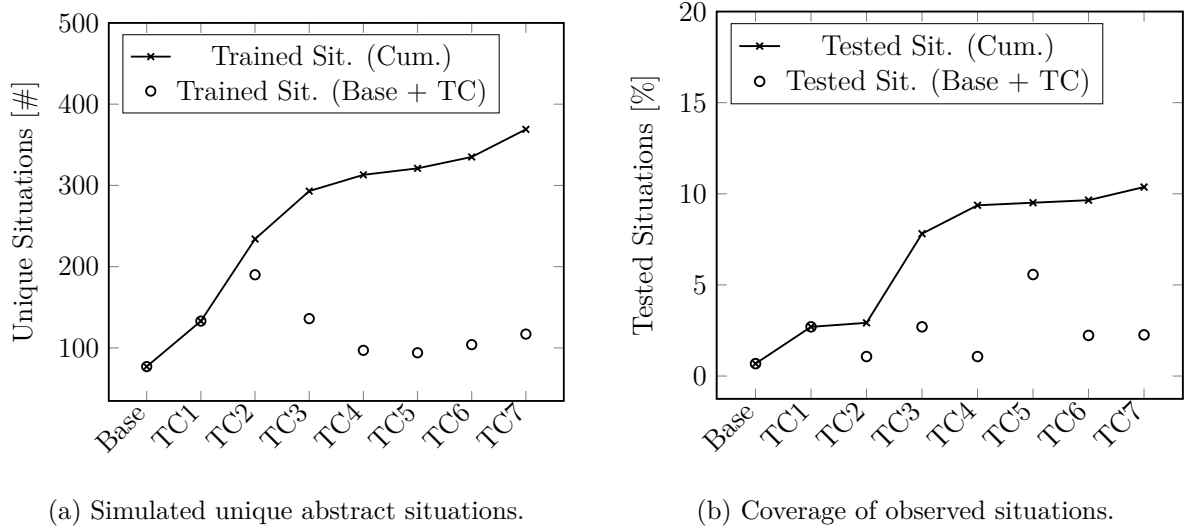 500
400
300
200
100
Unique Situations [#]
Trained Sit. (Cum.)
Trained Sit. (Base + TC)
Base
TC1
TC2
TC3
TC4
TC5
TC6
TC7
(a) Simulated unique abstract situations.
20
15
10
5
0
Tested Situations [%]
Tested Sit. (Cum.)
Tested Sit. (Base + TC)
Base
TC1
TC2
TC3
TC4
TC5
TC6
TC7
(b) Coverage of observed situations.